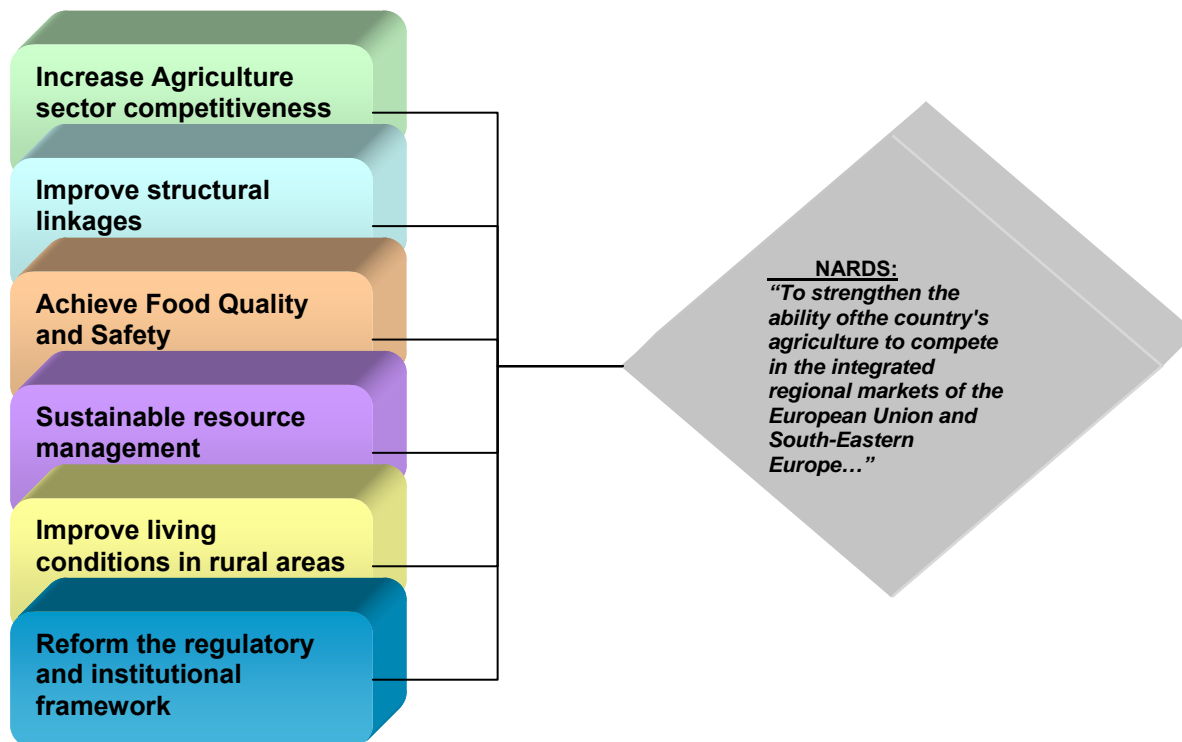 Increase Agriculture
sector competitiveness
Improve structural
linkages
Achieve Food Quality
and Safety
Sustainable resource
management
Improve living
conditions in rural areas
Reform the regulatory
and institutional
framework
NARDS:
“To strengthen the
ability ofthe country's
agriculture to compete
in the integrated
regional markets of the
European Union and
South-Eastern
Europe…”